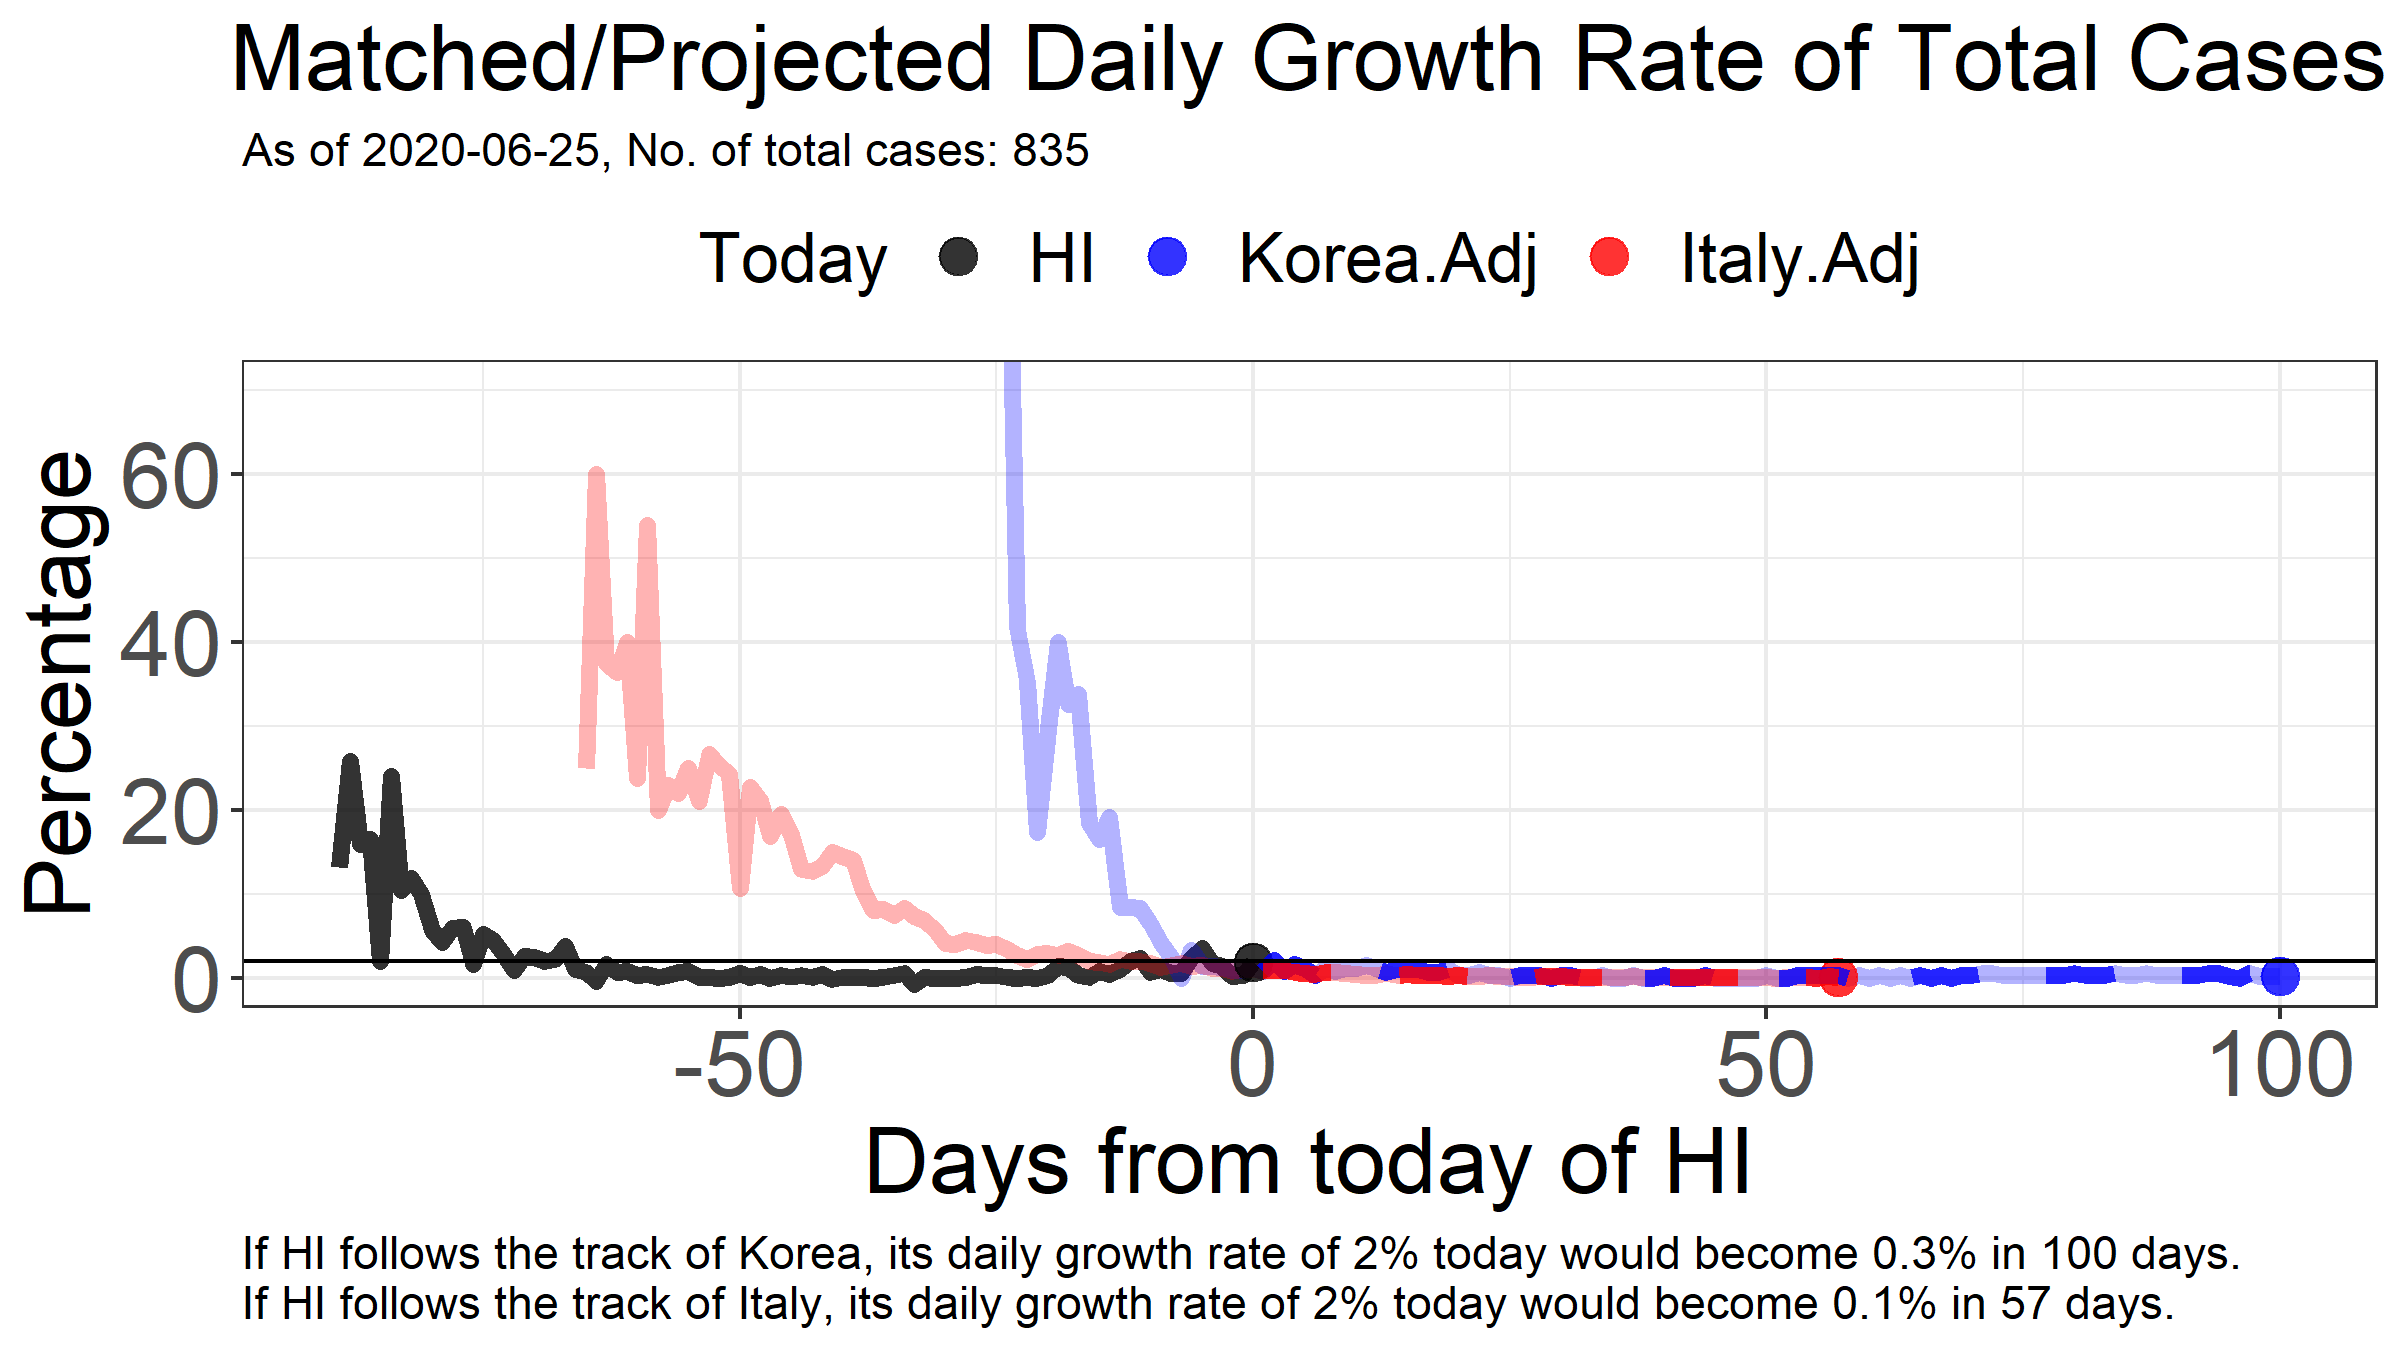 Matched/Projected Daily Growth Rate of Total Cases
As of 2020-06-25, No. of total cases: 835
Today HI Korea.Adj Italy.Adj
Percentage
60
40
20
0
-50 0 50 100
Days from today of HI
If HI follows the track of Korea, its daily growth rate of 2% today would become 0.3% in 100 days.
If HI follows the track of Italy, its daily growth rate of 2% today would become 0.1% in 57 days.